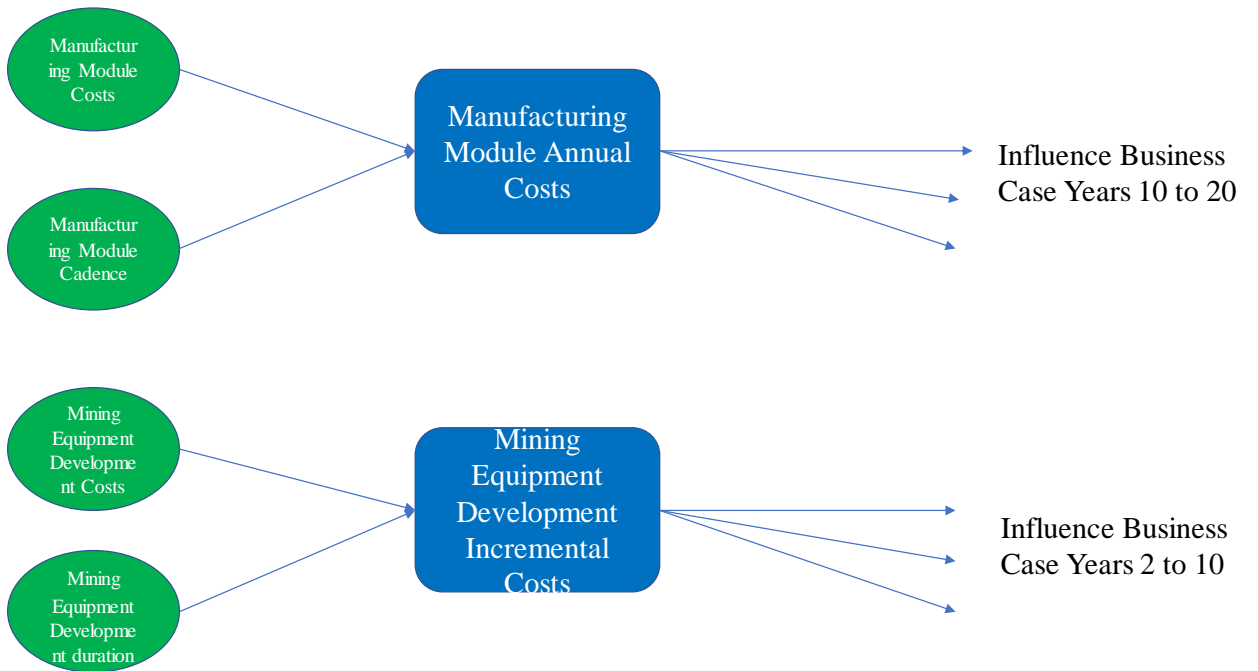 Manufactur
ing Module
Costs
Manufactur
ing Module
Cadence
Manufacturing
Module Annual
Costs
Influence Business
Case Years 10 to 20
Mining
Equipment
Developme
nt Costs
Mining
Equipment
Developme
nt duration
Mining
Equipment
Development
Incremental
Costs
Influence Business
Case Years 2 to 10